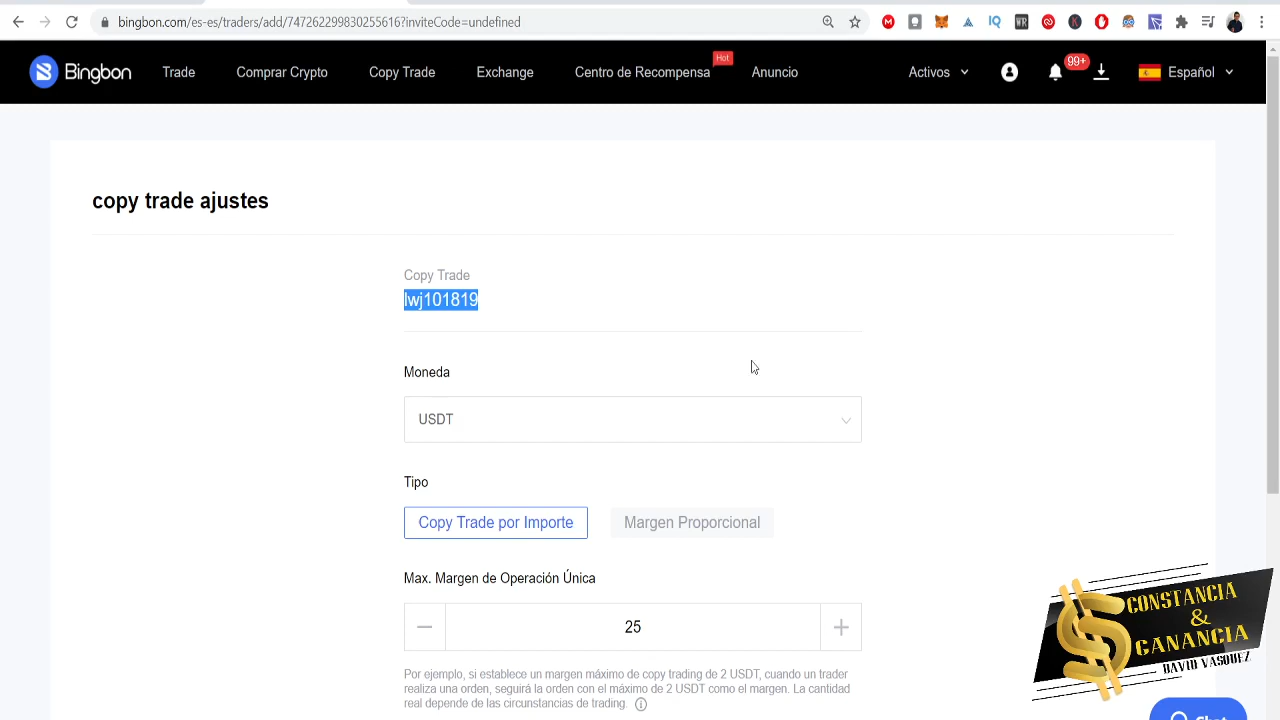 bingbon.com/es-es/traders/add/747262299830255616?inviteCode=undefined
Bingbon
Trade
Comprar Crypto
Copy Trade
Exchange
Centro de Recompensa
Hot
Anuncio
Activos
99+
Español
copy trade ajustes
Copy Trade
lwj101819
Moneda
USDT
Tipo
Copy Trade por Importe
Margen Proporcional
Max. Margen de Operación Única
25
Por ejemplo, si establece un margen máximo de copy trading de 2 USDT, cuando un trader
realiza una orden, seguirá la orden con el máximo de 2 USDT como el margen. La cantidad
real depende de las circunstancias de trading.
CONSTANCIA
&
GANANCIA
DAVID VASQUEZ
Chat